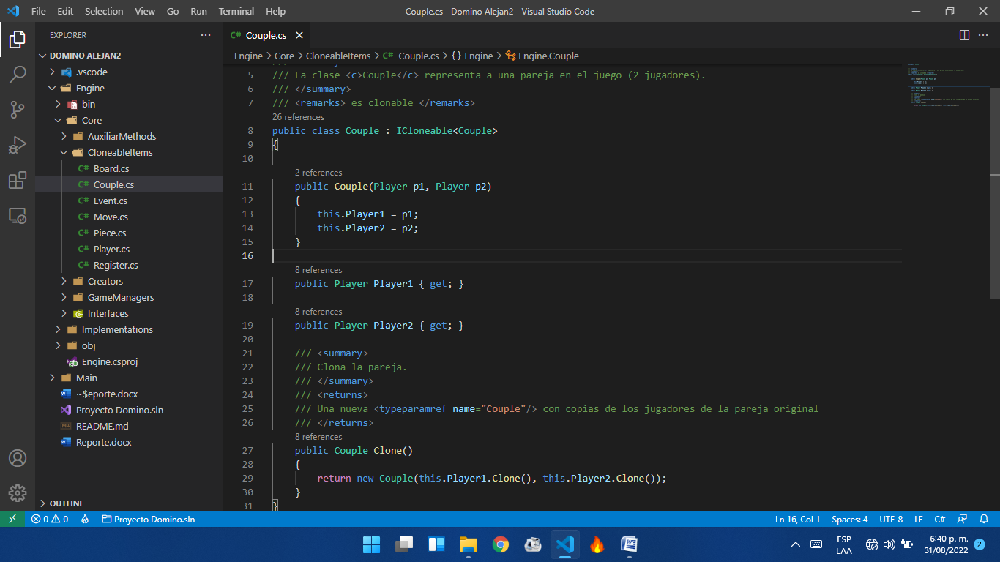 File Edit Selection View Go Run Terminal Help Couple.cs - Domino Alejan2 - Visual Studio Code
EXPLORER
DOMINO ALEJAN2
.vscode
Engine
bin
Core
AuxiliarMethods
CloneableItems
C# Board.cs
C# Couple.cs
C# Event.cs
C# Move.cs
C# Piece.cs
C# Player.cs
C# Register.cs
Creators
GameManagers
Interfaces
Implementations
obj
Engine.csproj
Main
~$eporte.docx
Proyecto Domino.sln
README.md
Reporte.docx
OUTLINE
C# Couple.cs
Engine > Core > CloneableItems > C# Couple.cs > {} Engine > Engine.Couple
5 /// La clase <c>Couple</c> representa a una pareja en el juego (2 jugadores).
6 /// </summary>
7 /// <remarks> es clonable </remarks>
26 references
8 public class Couple : ICloneable<Couple>
9 {
10
2 references
11 public Couple(Player p1, Player p2)
12 {
13 this.Player1 = p1;
14 this.Player2 = p2;
15 }
16
8 references
17 public Player Player1 { get; }
18
8 references
19 public Player Player2 { get; }
20
21 /// <summary>
22 /// Clona la pareja.
23 /// </summary>
24 /// <returns>
25 /// Una nueva <typeparamref name="Couple"/> con copias de los jugadores de la pareja original
26 /// </returns>
8 references
27 public Couple Clone()
28 {
29 return new Couple(this.Player1.Clone(), this.Player2.Clone());
30 }
31 }
0 0 Proyecto Domino.sln Ln 16, Col 1 Spaces: 4 UTF-8 LF C#
ESP
LAA
6:40 p. m.
31/08/2022
2